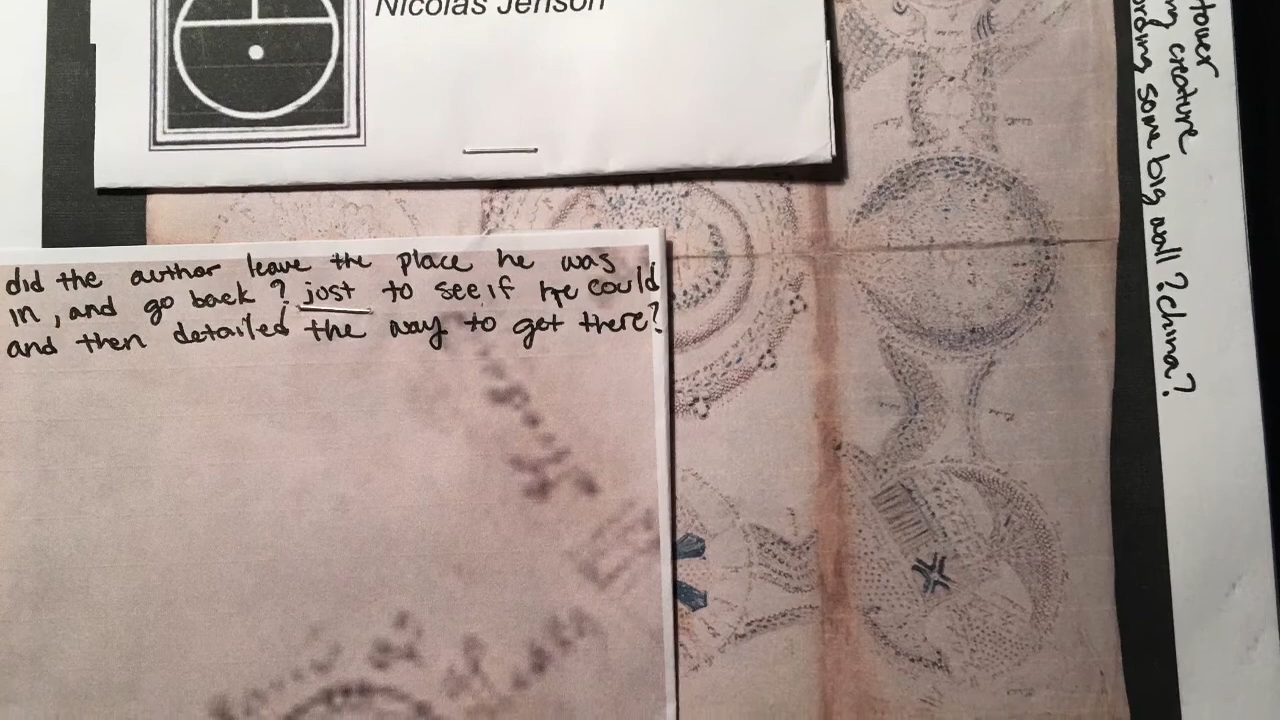 Nicolas Jenson
did the author leave the place he was
in, and go back? just to see if he could
and then detailed the way to get there?
tower
creature
some big wall? china?